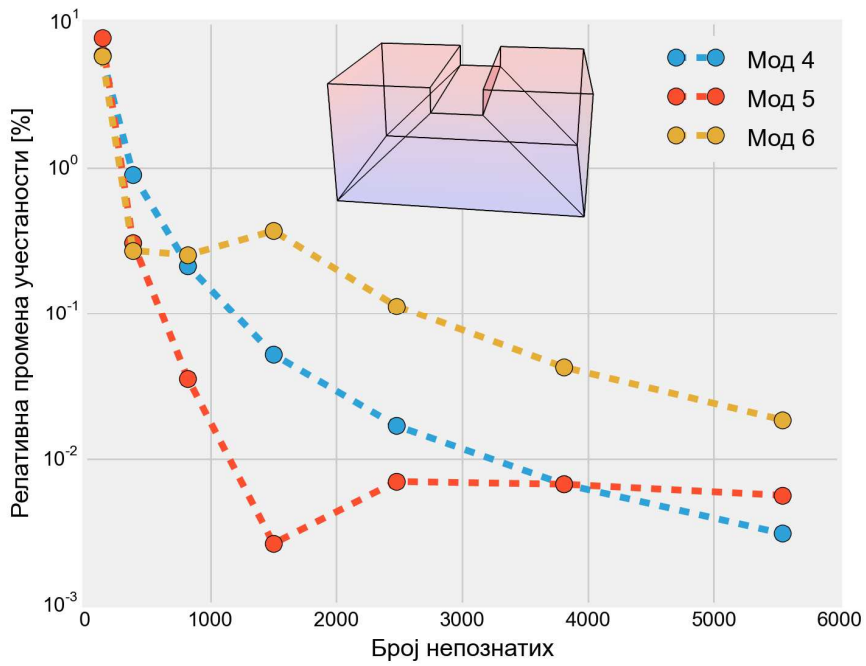 Релативна промена учестаности [%]
10^1
10^0
10^-1
10^-2
10^-3
0 1000 2000 3000 4000 5000 6000
Број непознатих
Мод 4
Мод 5
Мод 6